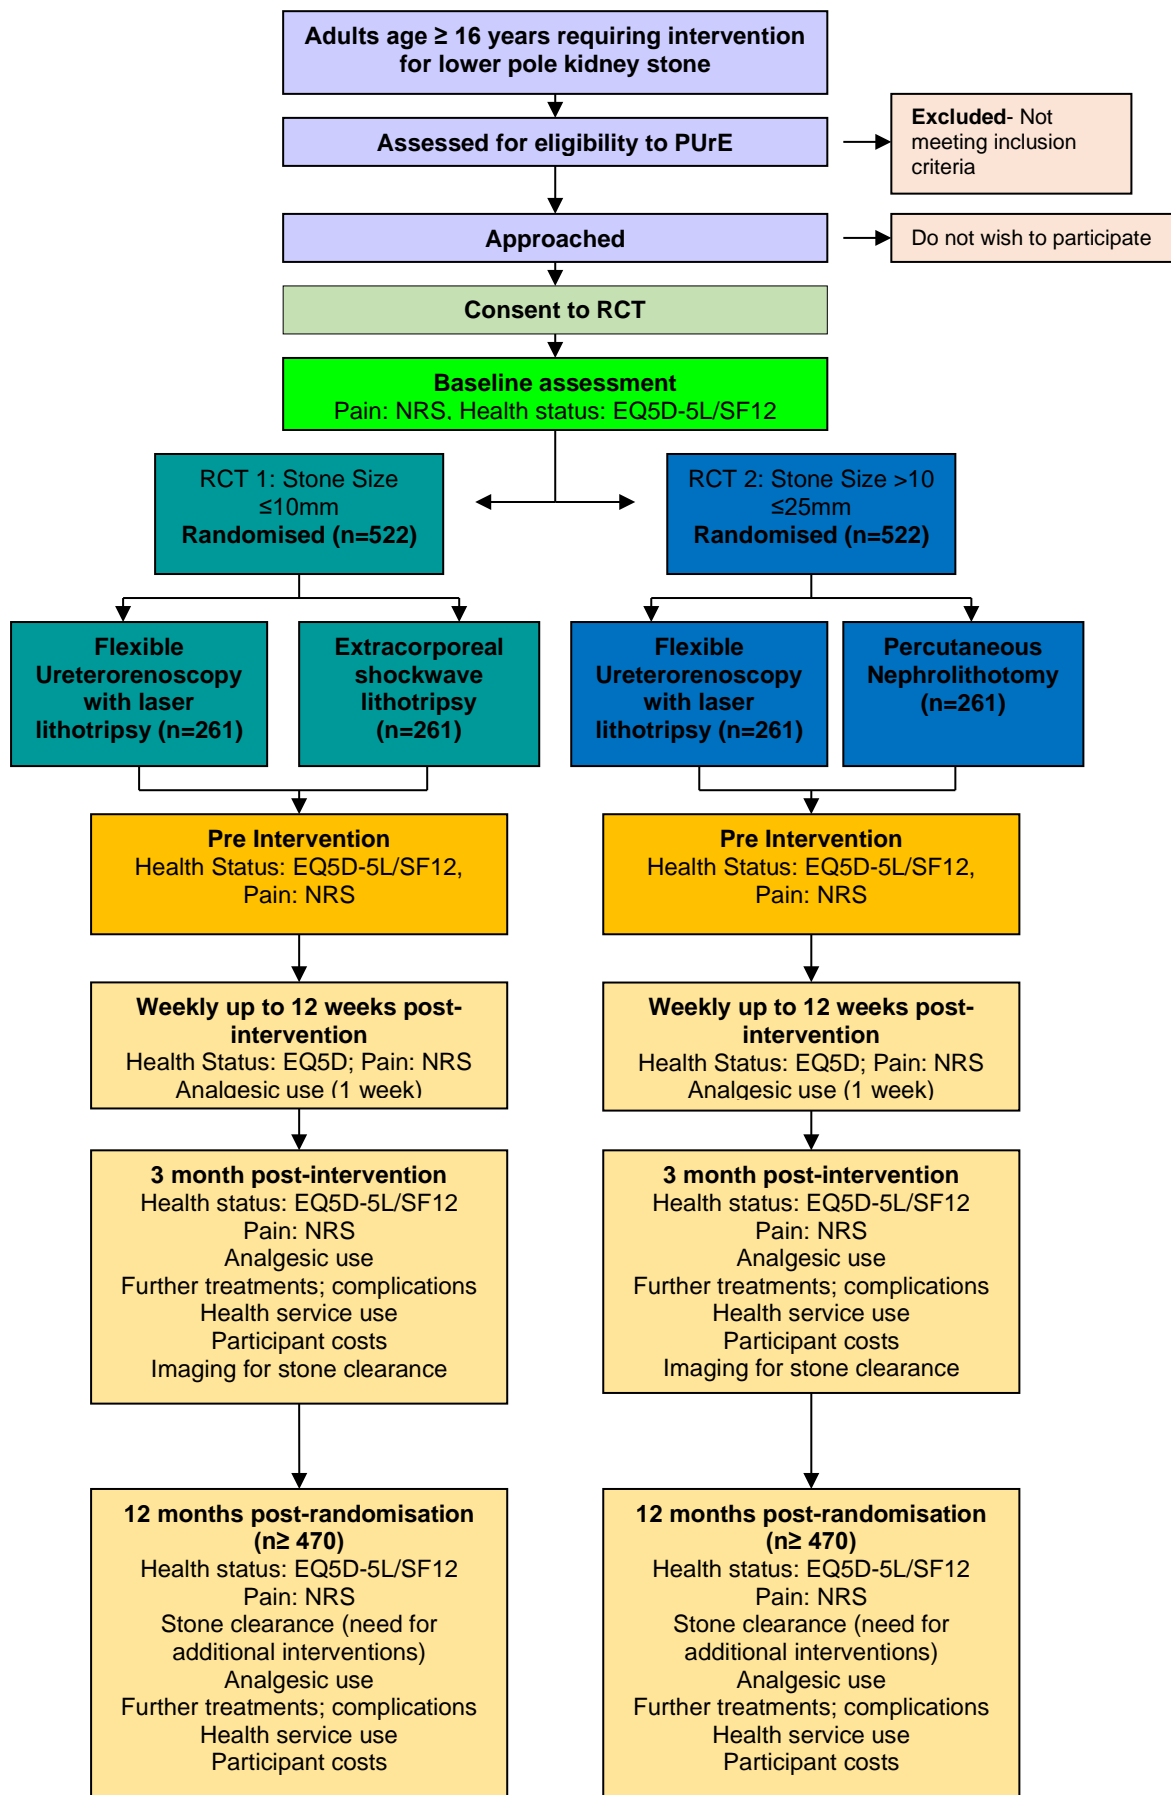 Adults age ≥ 16 years requiring intervention
for lower pole kidney stone
Assessed for eligibility to PUrE
Excluded- Not
meeting inclusion
criteria
Approached
Do not wish to participate
Consent to RCT
Baseline assessment
Pain: NRS, Health status: EQ5D-5L/SF12
RCT 1: Stone Size
≤10mm
Randomised (n=522)
RCT 2: Stone Size >10
≤25mm
Randomised (n=522)
Flexible
Ureterorenoscopy
with laser
lithotripsy (n=261)
Extracorporeal
shockwave
lithotripsy
(n=261)
Flexible
Ureterorenoscopy
with laser
lithotripsy (n=261)
Percutaneous
Nephrolithotomy
(n=261)
Pre Intervention
Health Status: EQ5D-5L/SF12,
Pain: NRS
Pre Intervention
Health Status: EQ5D-5L/SF12,
Pain: NRS
Weekly up to 12 weeks post-
intervention
Health Status: EQ5D; Pain: NRS
Analgesic use (1 week)
Weekly up to 12 weeks post-
intervention
Health Status: EQ5D; Pain: NRS
Analgesic use (1 week)
3 month post-intervention
Health status: EQ5D-5L/SF12
Pain: NRS
Analgesic use
Further treatments; complications
Health service use
Participant costs
Imaging for stone clearance
3 month post-intervention
Health status: EQ5D-5L/SF12
Pain: NRS
Analgesic use
Further treatments; complications
Health service use
Participant costs
Imaging for stone clearance
12 months post-randomisation
(n≥ 470)
Health status: EQ5D-5L/SF12
Pain: NRS
Stone clearance (need for
additional interventions)
Analgesic use
Further treatments; complications
Health service use
Participant costs
12 months post-randomisation
(n≥ 470)
Health status: EQ5D-5L/SF12
Pain: NRS
Stone clearance (need for
additional interventions)
Analgesic use
Further treatments; complications
Health service use
Participant costs